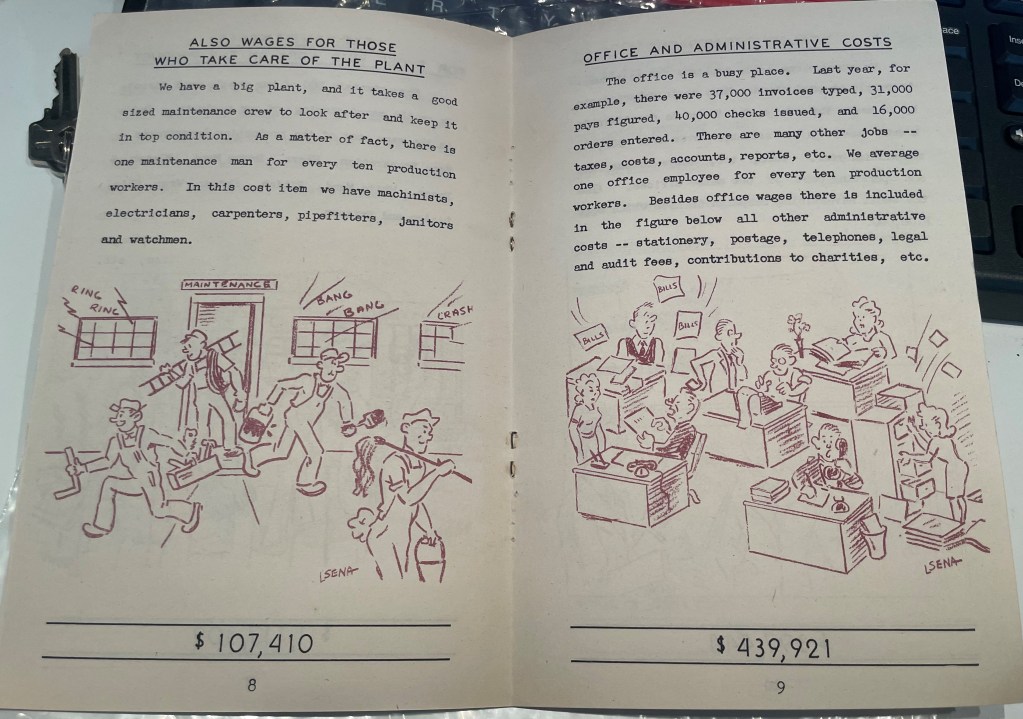 ALSO WAGES FOR THOSE
WHO TAKE CARE OF THE PLANT
We have a big plant, and it takes a good
sized maintenance crew to look after and keep it
in top condition. As a matter of fact, there is
one maintenance man for every ten production
workers. In this cost item we have machinists,
electricians, carpenters, pipefitters, janitors
and watchmen.
RING
RING
MAINTENANCE
BANG
BANG
CRASH
SENA
$ 107,410
8
OFFICE AND ADMINISTRATIVE COSTS
The office is a busy place. Last year, for
example, there were 37,000 invoices typed, 31,000
pays figured, 40,000 checks issued, and 16,000
orders entered. There are many other jobs --
taxes, costs, accounts, reports, etc. We average
one office employee for every ten production
workers. Besides office wages there is included
in the figure below all other administrative
costs -- stationery, postage, telephones, legal
and audit fees, contributions to charities, etc.
BILLS
BILLS
BILLS
SENA
$ 439,921
9